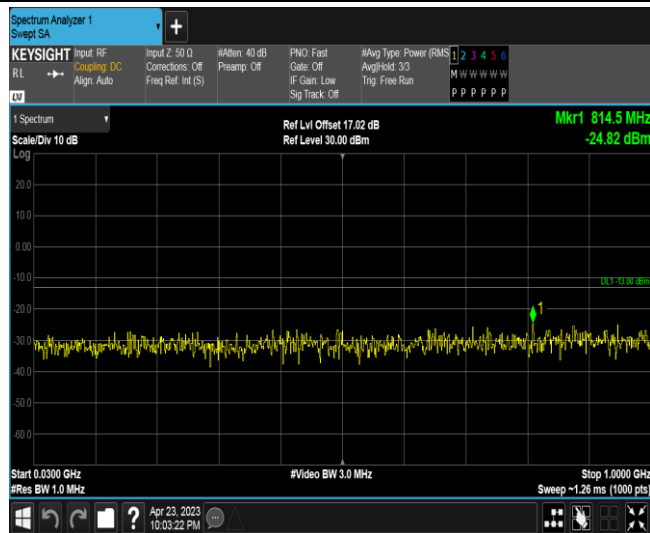 Spectrum Analyzer 1
Swept SA
+
KEYSIGHT
RL
Input: RF
Coupling: DC
Align: Auto
Input Z: 50 Ω
Corrections: Off
Freq Ref: Int (S)
#Atten: 40 dB
Preamp: Off
PNO: Fast
Gate: Off
IF Gain: Low
Sig Track: Off
#Avg Type: Power (RMS
Avg|Hold: 3/3
Trig: Free Run
1 2 3 4 5 6
M W W W W W
P P P P P P
1 Spectrum
Scale/Div 10 dB
Log
Ref Lvl Offset 17.02 dB
Ref Level 30.00 dBm
Mkr1 814.5 MHz
-24.82 dBm
20.0
10.0
0.00
-10.0
DL1 -13.00 dBm
1
-20.0
-30.0
-40.0
-50.0
-60.0
Start 0.0300 GHz
#Res BW 1.0 MHz
#Video BW 3.0 MHz
Stop 1.0000 GHz
Sweep ~1.26 ms (1000 pts)
?
Apr 23, 2023
10:03:22 PM